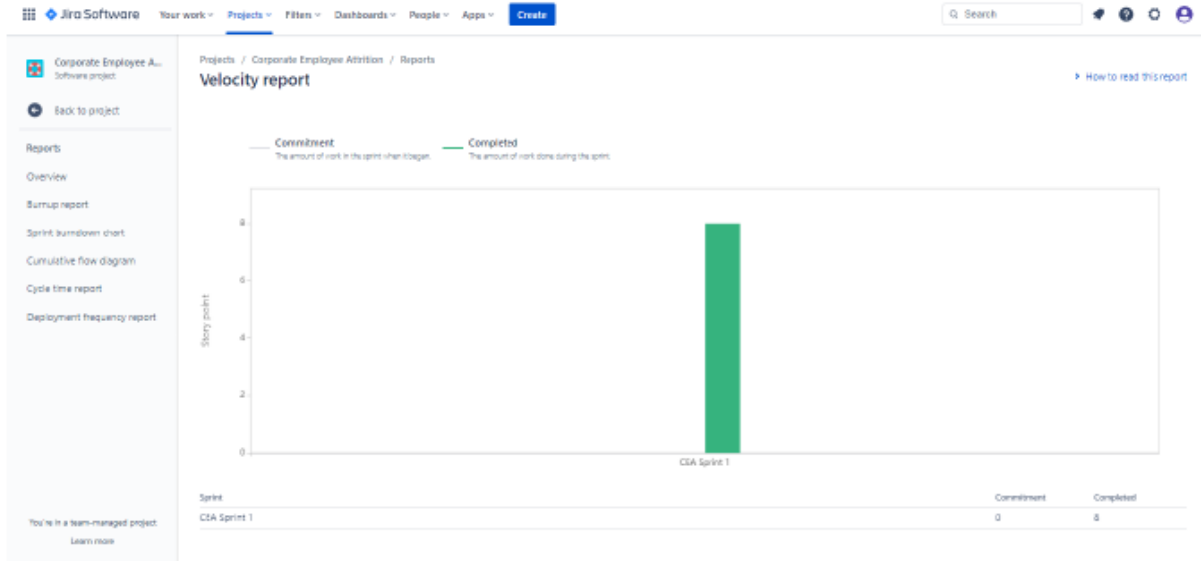 Jira Software Your work Projects Filters Dashboards People Apps Create Search
Corporate Employee A...
Software project
Back to project
Reports
Overview
Burnup report
Sprint burndown chart
Cumulative flow diagram
Cycle time report
Deployment frequency report
You're in a team-managed project
Learn more
Projects / Corporate Employee Attrition / Reports
Velocity report
How to read this report
Commitment
The amount of work in the sprint when it began.
Completed
The amount of work done during the sprint.
Story point
8
6
4
2
0
CEA Sprint 1
Sprint Commitment Completed
CEA Sprint 1 0 8